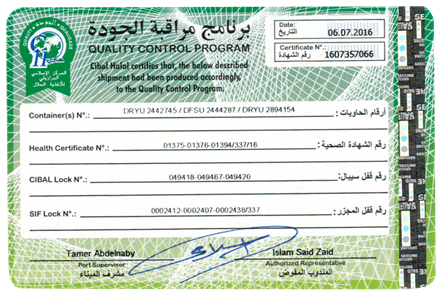 برنامج مراقبة الجودة
QUALITY CONTROL PROGRAM
Cibal Halal certifies that, the below described
shipment had been produced accordingly
to the Quality Control Program.
Date: 06.07.2016
التاريخ
Certificate N°.: 1607357066
رقم الشهادة
المركز الإسلامي
البرازيلي
للأغذية الحلال
Container(s) N°.: DRYU 2442745 / DFSU 2444287 / DRYU 2894154 أرقام الحاويات :
Health Certificate N°.: 01375-01376-01394/337/16 رقم الشهادة الصحية :
CIBAL Lock N°.: 049418-049467-049420 رقم قفل سيبال:
SIF Lock N°.: 0002412-0002407-0002438/337 رقم قفل المجزر:
Tamer Abdelnaby
Port Supervisor
مشرف الميناء
Islam Said Zaid
Authorized Representative
المندوب المفوض